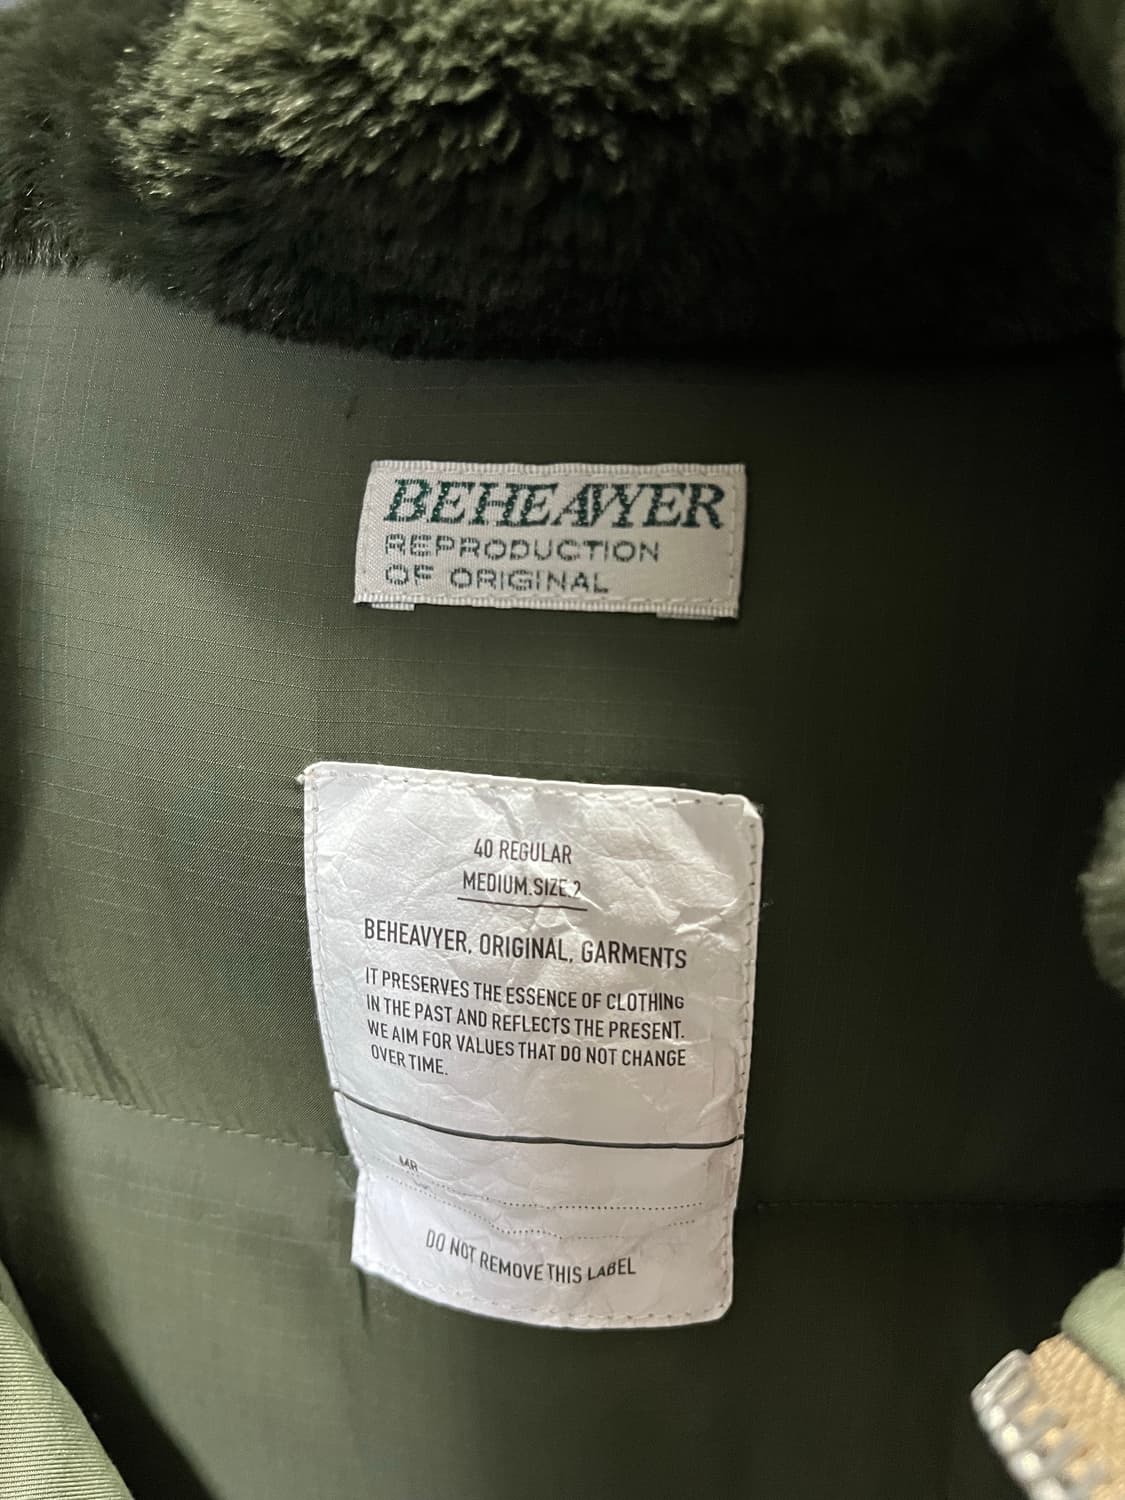 BEHEAVYER
REPRODUCTION
OF ORIGINAL
40 REGULAR
MEDIUM.SIZE.2
BEHEAVYER, ORIGINAL, GARMENTS
IT PRESERVES THE ESSENCE OF CLOTHING
IN THE PAST AND REFLECTS THE PRESENT.
WE AIM FOR VALUES THAT DO NOT CHANGE
OVER TIME.
MR
DO NOT REMOVE THIS LABEL